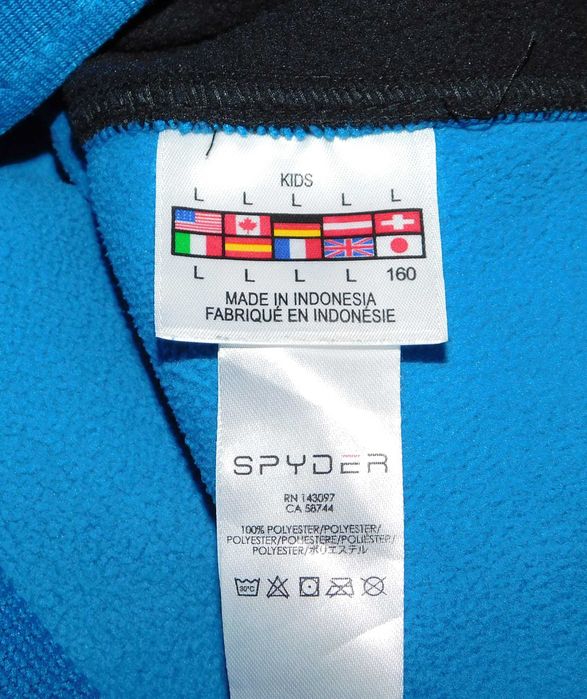 KIDS
L L L L L
L L L L 160
MADE IN INDONESIA
FABRIQUÉ EN INDONÉSIE
SPYDER
RN 143097
CA 58744
100% POLYESTER/POLYESTER/
POLYESTER/POLIESTERE/POLIÉSTER/
POLYESTER/ポリエステル
30°C